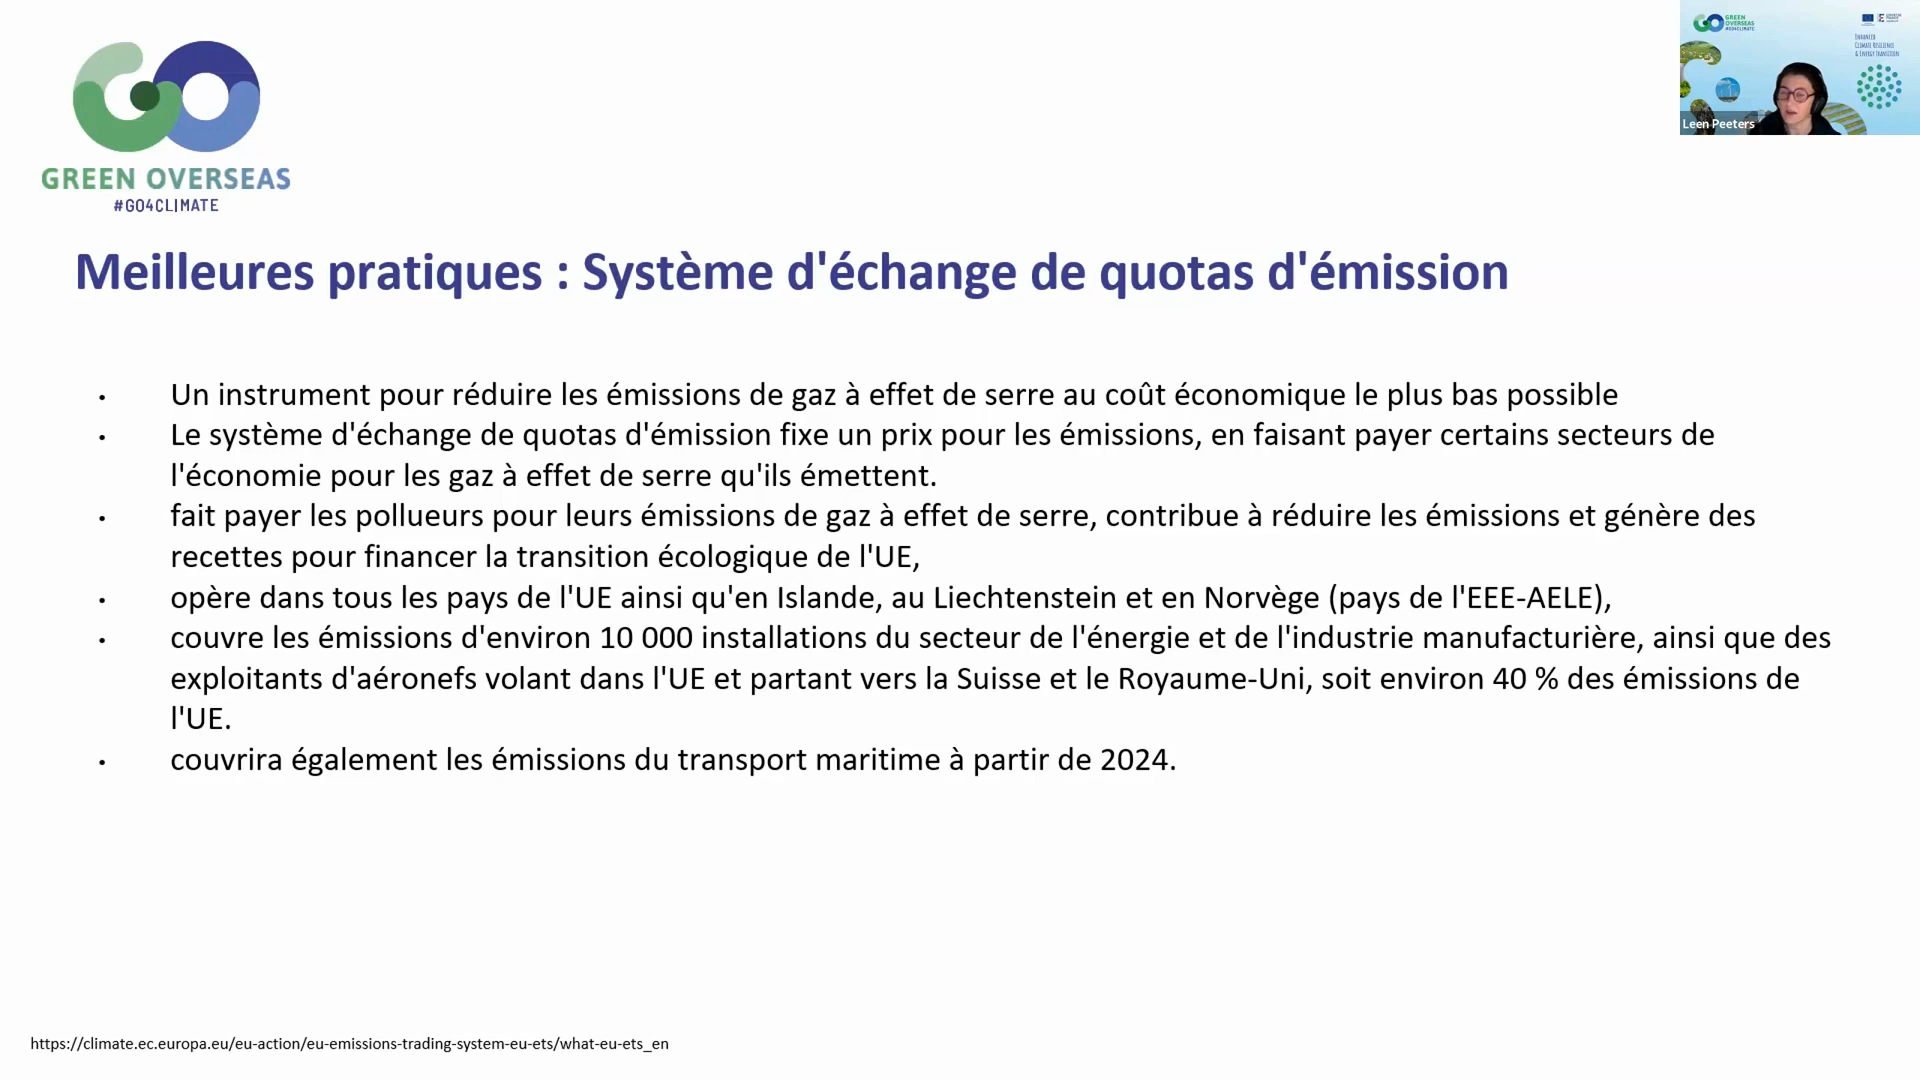 GREEN OVERSEAS
#GO4CLIMATE
GREEN
OVERSEAS
#GO4CLIMATE
ENHANCED
CLIMATE RESILIENCE
& ENERGY TRANSITION
Leen Peeters
Meilleures pratiques : Système d'échange de quotas d'émission
• Un instrument pour réduire les émissions de gaz à effet de serre au coût économique le plus bas possible
• Le système d'échange de quotas d'émission fixe un prix pour les émissions, en faisant payer certains secteurs de
l'économie pour les gaz à effet de serre qu'ils émettent.
• fait payer les pollueurs pour leurs émissions de gaz à effet de serre, contribue à réduire les émissions et génère des
recettes pour financer la transition écologique de l'UE,
• opère dans tous les pays de l'UE ainsi qu'en Islande, au Liechtenstein et en Norvège (pays de l'EEE-AELE),
• couvre les émissions d'environ 10 000 installations du secteur de l'énergie et de l'industrie manufacturière, ainsi que des
exploitants d'aéronefs volant dans l'UE et partant vers la Suisse et le Royaume-Uni, soit environ 40 % des émissions de
l'UE.
• couvrira également les émissions du transport maritime à partir de 2024.
https://climate.ec.europa.eu/eu-action/eu-emissions-trading-system-eu-ets/what-eu-ets_en